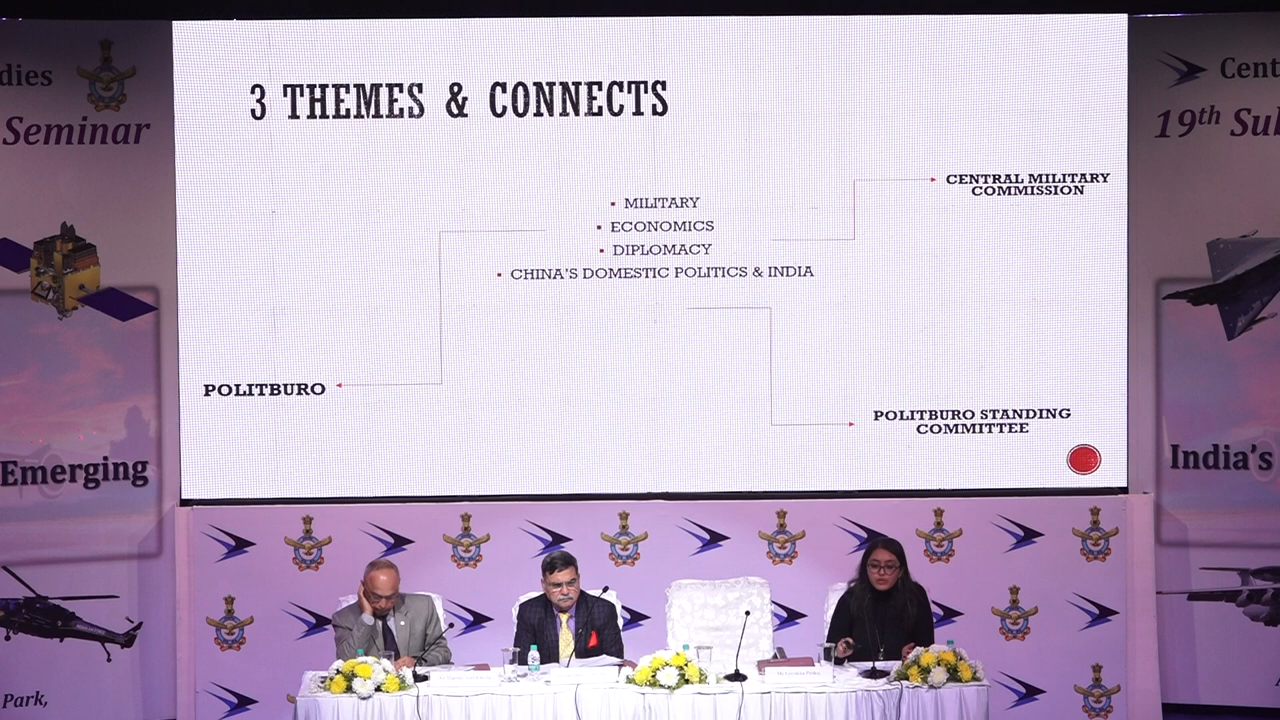 dies
Seminar
Emerging
Park,
3 THEMES & CONNECTS
MILITARY
ECONOMICS
DIPLOMACY
CHINA'S DOMESTIC POLITICS & INDIA
CENTRAL MILITARY
COMMISSION
POLITBURO
POLITBURO STANDING
COMMITTEE
Cent
19th Sub
India's